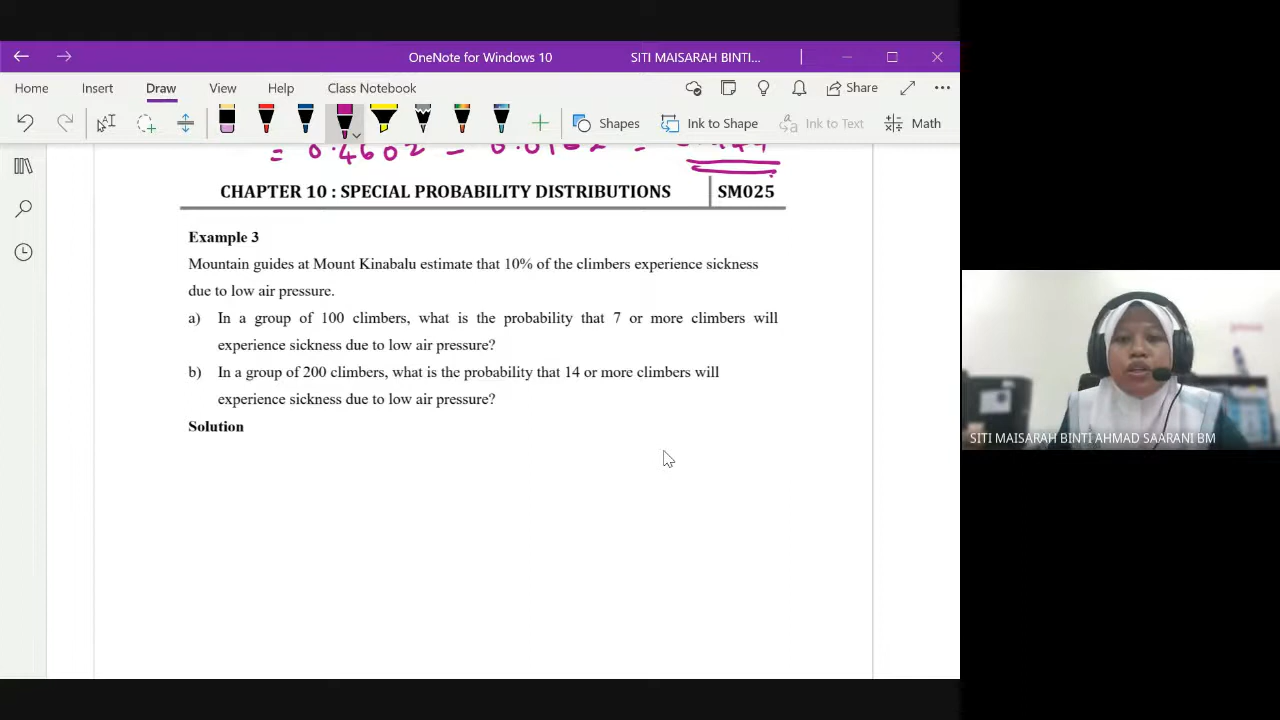 OneNote for Windows 10
SITI MAISARAH BINTI...
Home
Insert
Draw
View
Help
Class Notebook
Share
Shapes
Ink to Shape
Ink to Text
Math
= 0.4602 -
CHAPTER 10 : SPECIAL PROBABILITY DISTRIBUTIONS
SM025
Example 3
Mountain guides at Mount Kinabalu estimate that 10% of the climbers experience sickness
due to low air pressure.
a) In a group of 100 climbers, what is the probability that 7 or more climbers will
experience sickness due to low air pressure?
b) In a group of 200 climbers, what is the probability that 14 or more climbers will
experience sickness due to low air pressure?
Solution
SITI MAISARAH BINTI AHMAD SAARANI BM